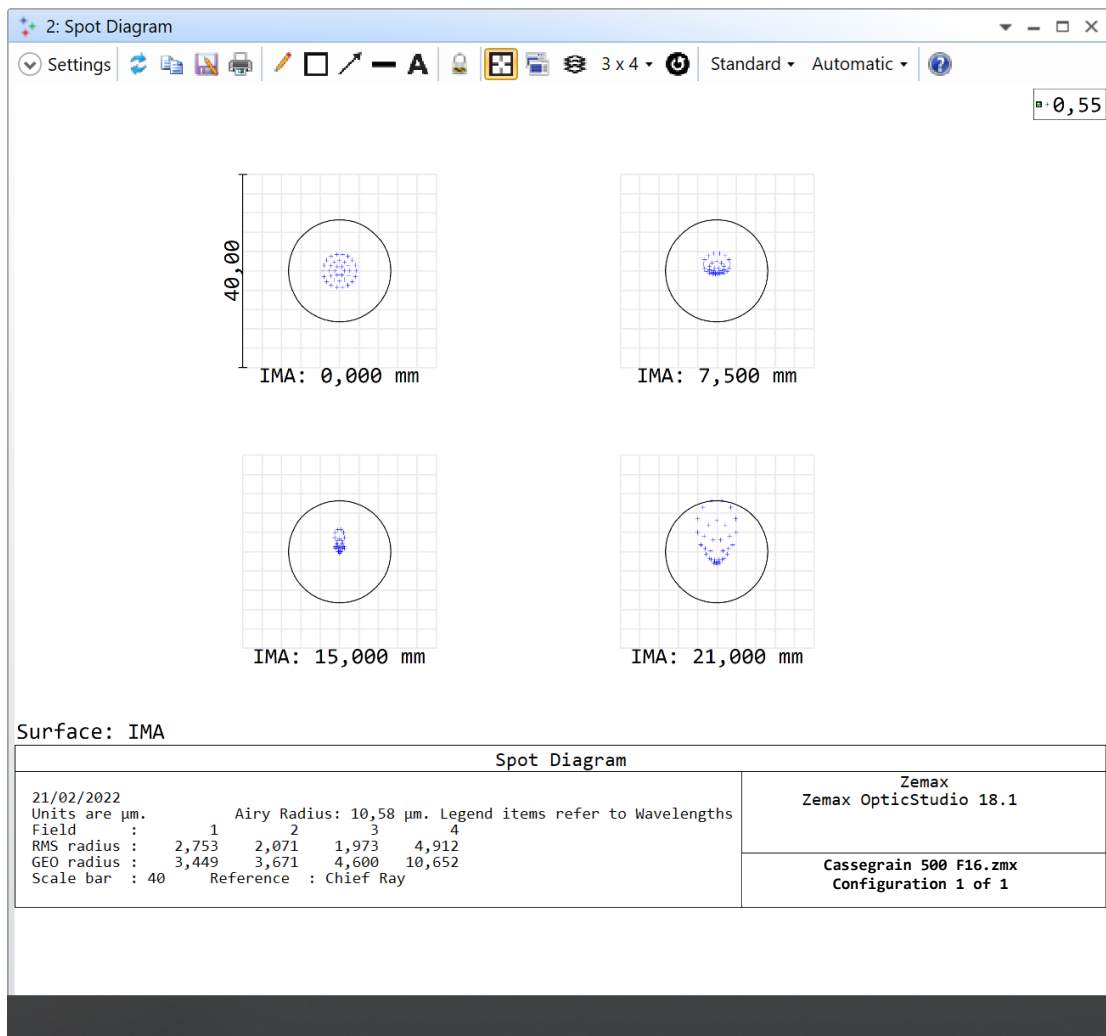 2: Spot Diagram
Settings
A
3 x 4
Standard
Automatic
?
0,55
40,00
IMA: 0,000 mm
IMA: 7,500 mm
IMA: 15,000 mm
IMA: 21,000 mm
Surface: IMA
Spot Diagram
21/02/2022
Units are µm. Airy Radius: 10,58 µm. Legend items refer to Wavelengths
Field : 1 2 3 4
RMS radius : 2,753 2,071 1,973 4,912
GEO radius : 3,449 3,671 4,600 10,652
Scale bar : 40 Reference : Chief Ray
Zemax
Zemax OpticStudio 18.1
Cassegrain 500 F16.zmx
Configuration 1 of 1